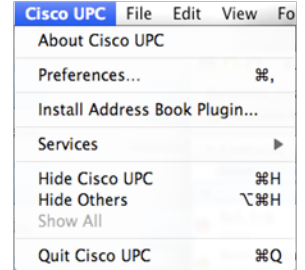 Cisco UPC File Edit View Fo
About Cisco UPC
Preferences... ⌘,
Install Address Book Plugin...
Services ▶
Hide Cisco UPC ⌘H
Hide Others ⌥⌘H
Show All
Quit Cisco UPC ⌘Q